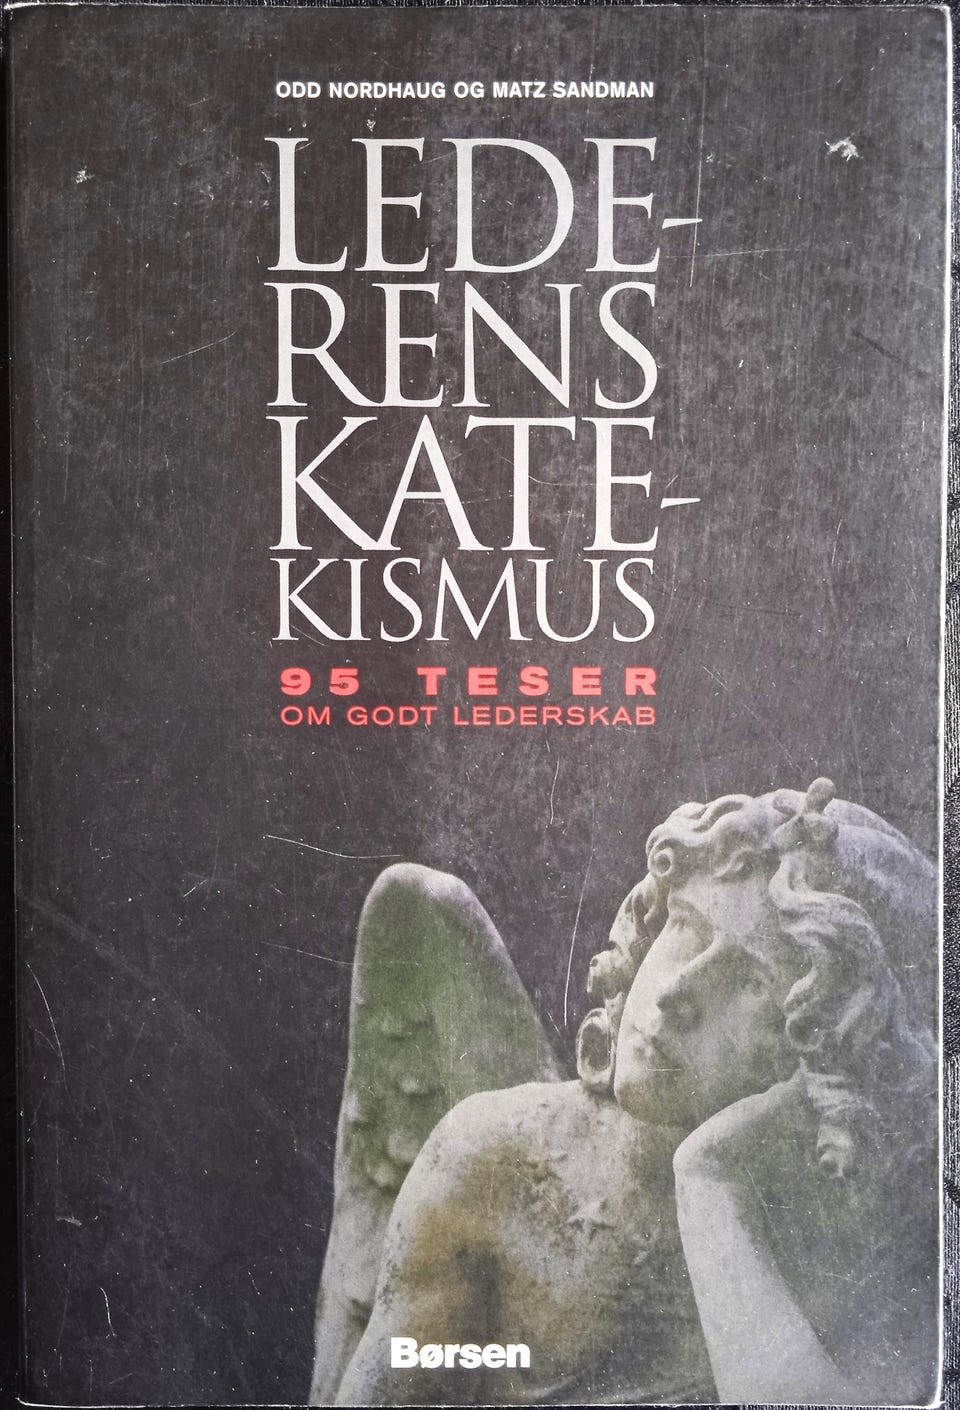 ODD NORDHAUG OG MATZ SANDMAN
LEDE-
RENS
KATE-
KISMUS
95 TESER
OM GODT LEDERSKAB
Børsen